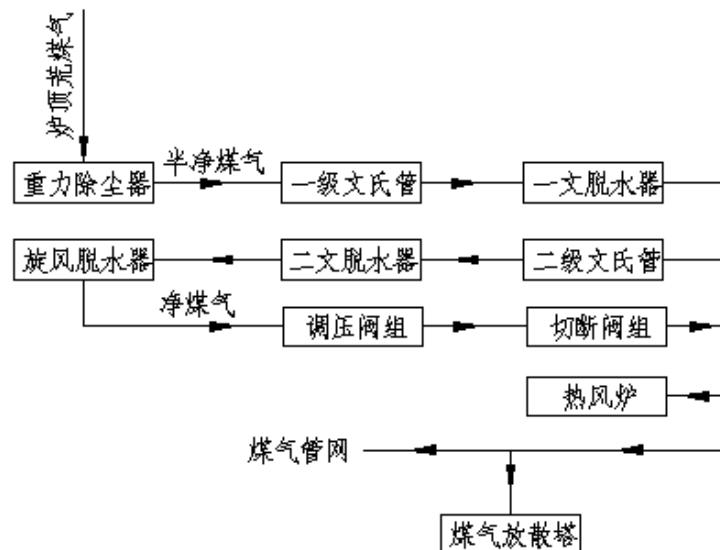 炉顶荒煤气
半净煤气
重力除尘器
一级文氏管
一文脱水器
旋风脱水器
二文脱水器
二级文氏管
净煤气
调压阀组
切断阀组
热风炉
煤气管网
煤气放散塔